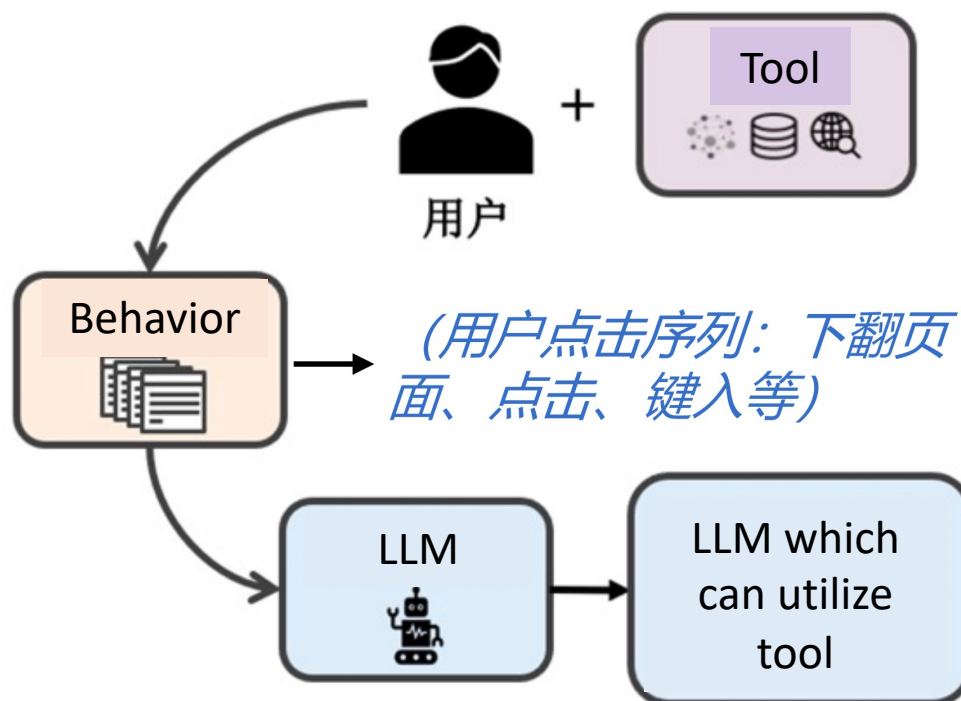 Tool
用户
Behavior
（用户点击序列：下翻页
面、点击、键入等）
LLM
LLM which
can utilize
tool